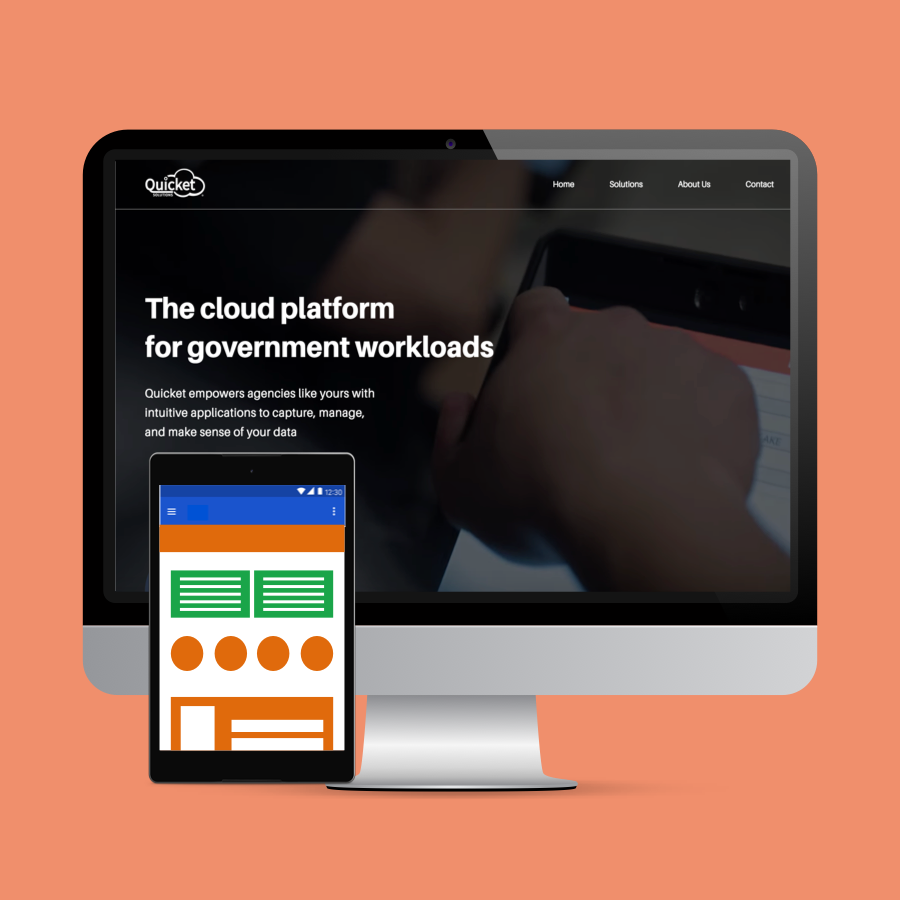 Quicket
SOLUTIONS
Home Solutions About Us Contact
The cloud platform
for government workloads
Quicket empowers agencies like yours with
intuitive applications to capture, manage,
and make sense of your data
12:30